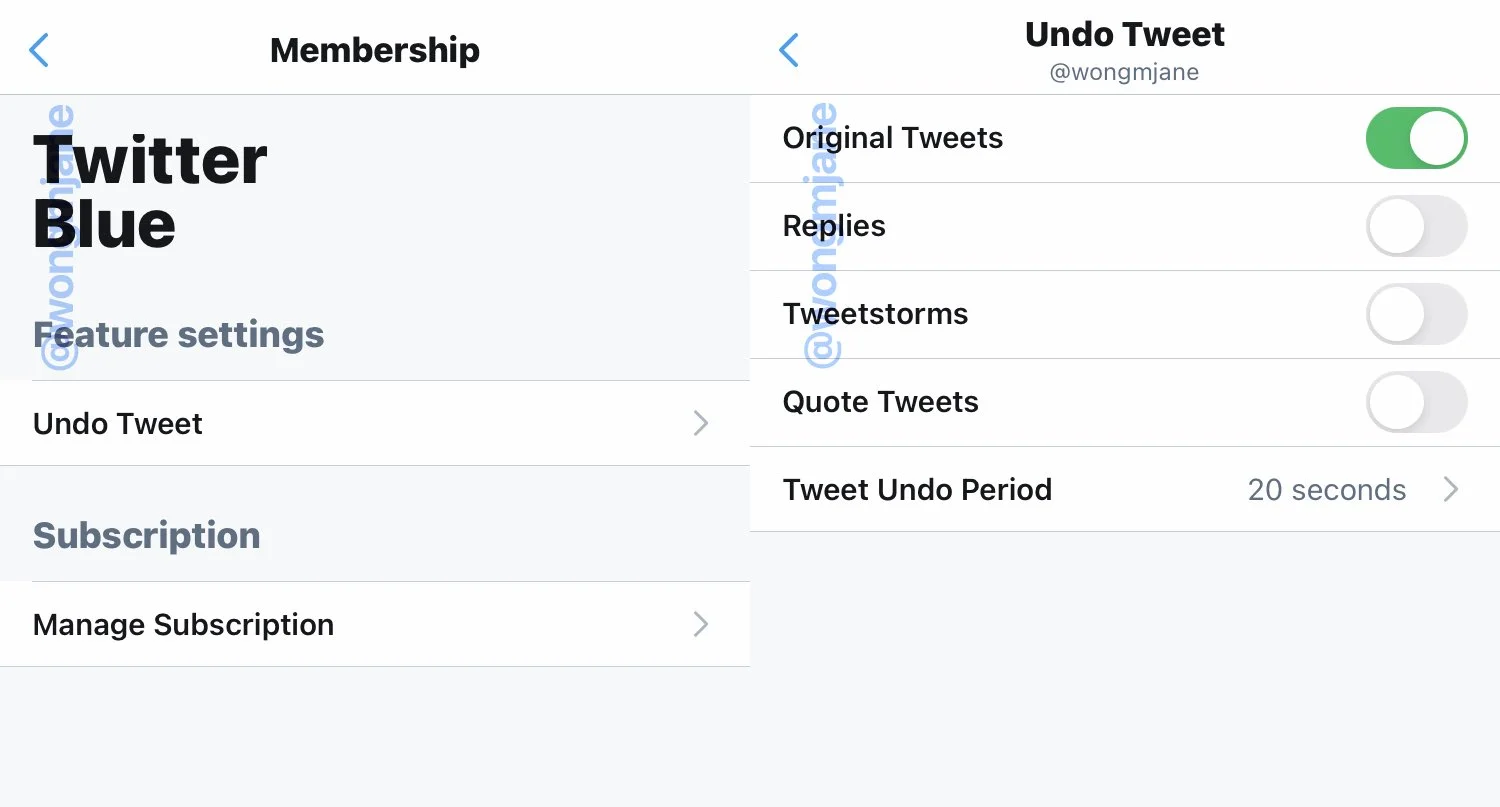 Membership
Twitter
Blue
Feature settings
Undo Tweet
Subscription
Manage Subscription
@wongmjane
Undo Tweet
@wongmjane
Original Tweets
Replies
Tweetstorms
Quote Tweets
Tweet Undo Period 20 seconds
@wongmjane